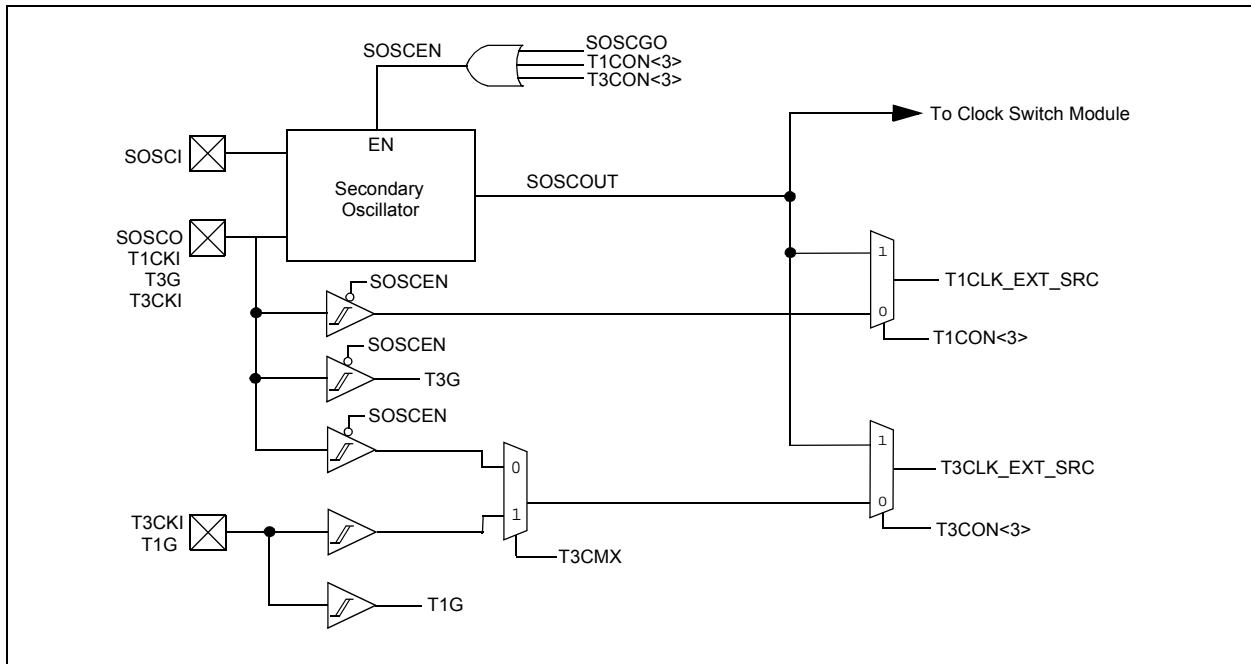 SOSCEN
SOSCGO
T1CON<3>
T3CON<3>
To Clock Switch Module
SOSCI
EN
Secondary
Oscillator
SOSCOUT
SOSCO
T1CKI
T3G
T3CKI
SOSCEN
1
0
T1CLK_EXT_SRC
T1CON<3>
SOSCEN
T3G
SOSCEN
0
1
T3CMX
1
0
T3CLK_EXT_SRC
T3CON<3>
T3CKI
T1G
T1G